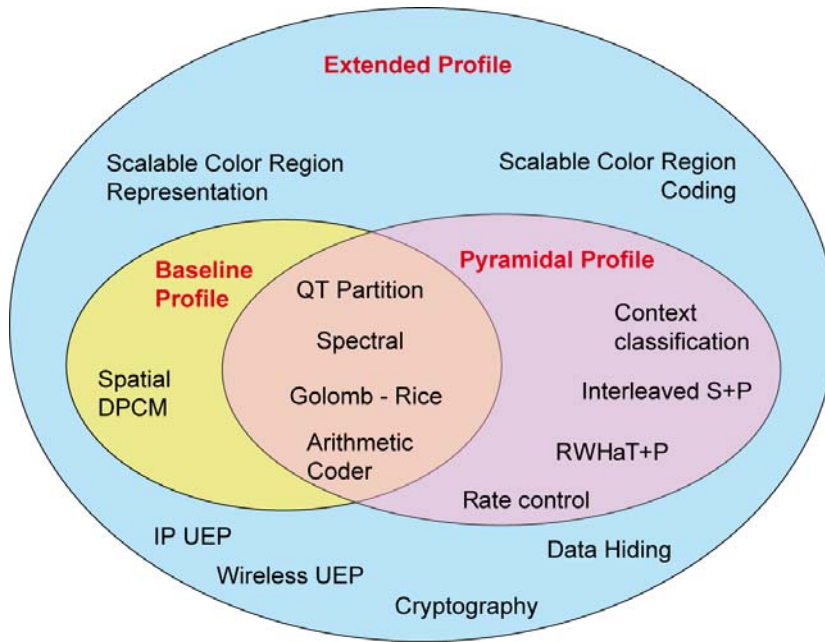 Extended Profile
Scalable Color Region
Representation
Scalable Color Region
Coding
Baseline
Profile
Pyramidal Profile
QT Partition
Spectral
Golomb - Rice
Arithmetic
Coder
Spatial
DPCM
Context
classification
Interleaved S+P
RWHaT+P
Rate control
IP UEP
Wireless UEP
Cryptography
Data Hiding